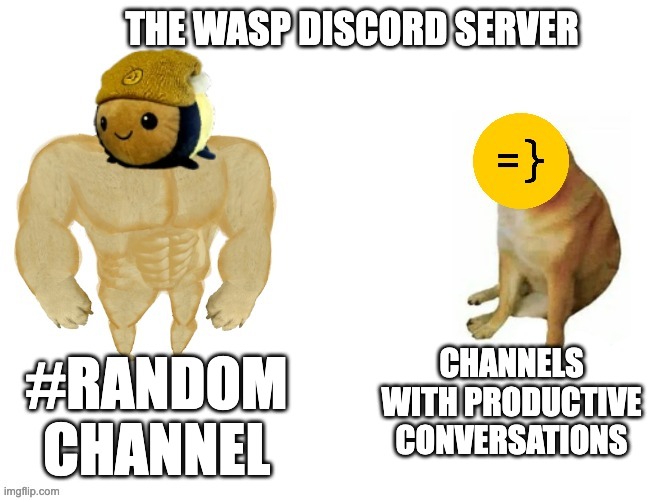 THE WASP DISCORD SERVER
=}
#RANDOM
CHANNEL
CHANNELS
WITH PRODUCTIVE
CONVERSATIONS
imgflip.com